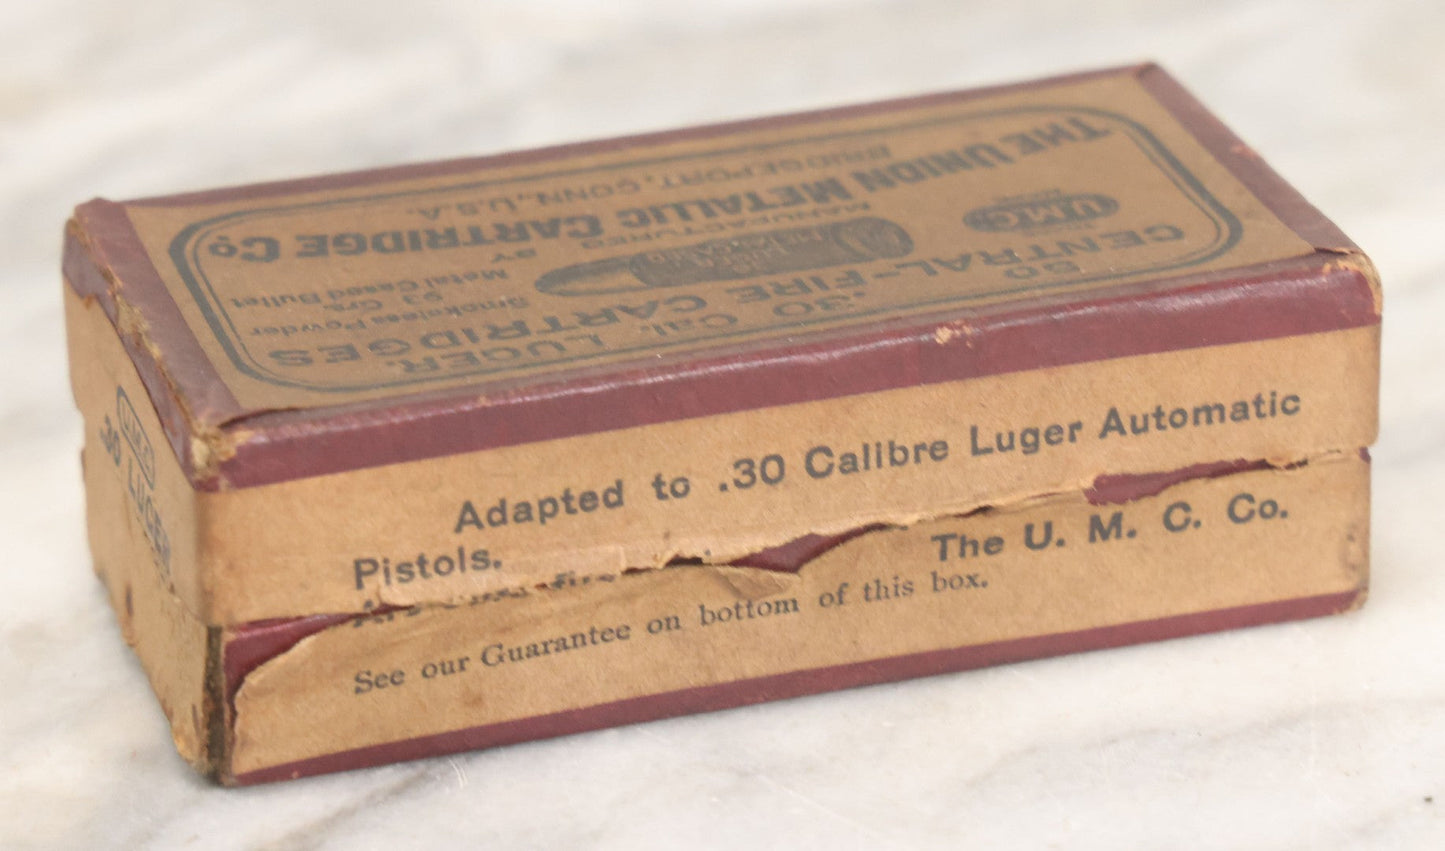 50
CENTRAL-FIRE CARTRIDGES
.30 Cal. LUGER
U.M.C.
Smokeless Powder
93 Grs.
Metal Cased Bullet
MANUFACTURED BY
THE UNION METALLIC CARTRIDGE Co
BRIDGEPORT, CONN., U.S.A.
U.M.C.
.30 LUGER
Adapted to .30 Calibre Luger Automatic
Pistols.
The U. M. C. Co.
See our Guarantee on bottom of this box.